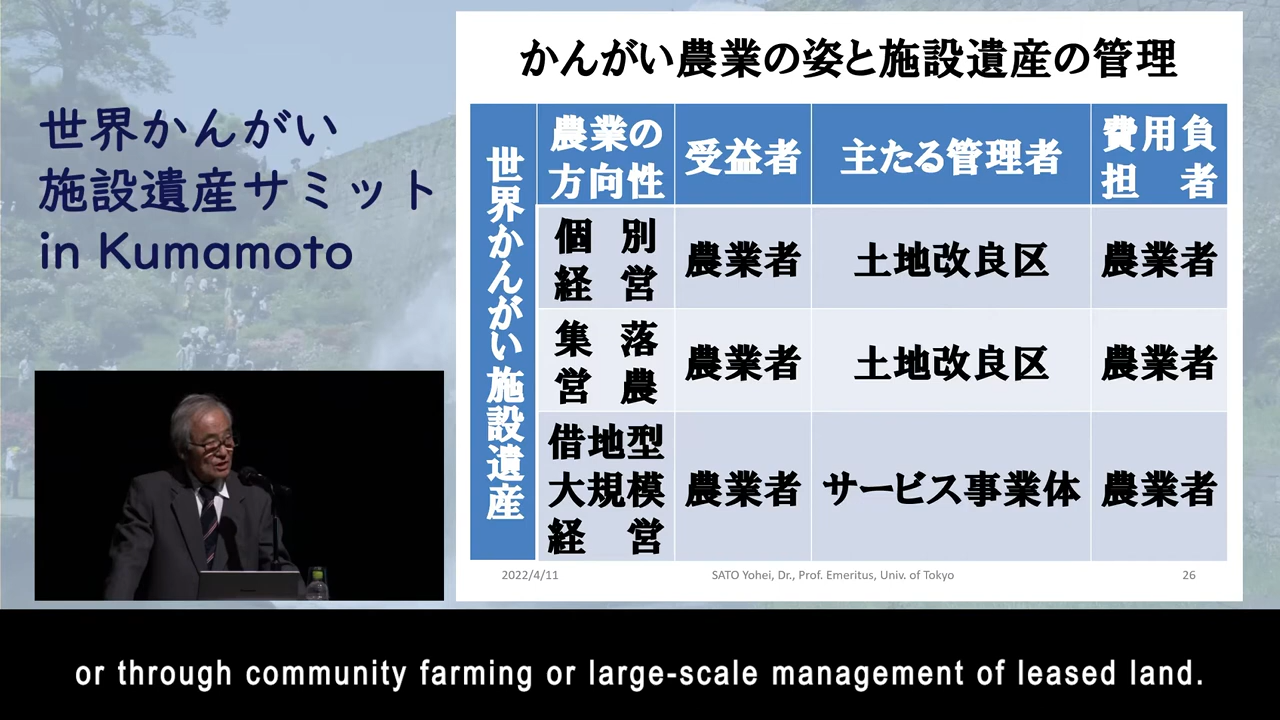 世界かんがい
施設遺産サミット
in Kumamoto
かんがい農業の姿と施設遺産の管理
世界かんがい施設遺産
農業の
方向性
受益者
主たる管理者
費用負
担 者
個 別
経 営
農業者
土地改良区
農業者
集 落
営 農
農業者
土地改良区
農業者
借地型
大規模
経 営
農業者
サービス事業体
農業者
2022/4/11
SATO Yohei, Dr., Prof. Emeritus, Univ. of Tokyo
26
or through community farming or large-scale management of leased land.